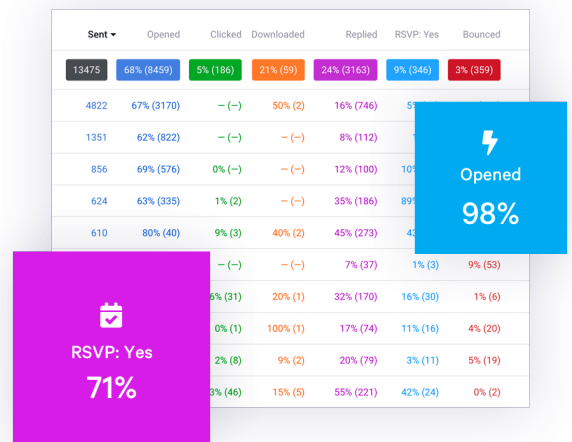 Sent Opened Clicked Downloaded Replied RSVP: Yes Bounced
13475 68% (8459) 5% (186) 21% (59) 24% (3163) 9% (346) 3% (359)
4822 67% (3170) – (–) 50% (2) 16% (746)
1351 62% (822) – (–) – (–) 8% (112)
856 69% (576) 0% (–) – (–) 12% (100)
624 63% (335) 1% (2) – (–) 35% (186)
610 80% (40) 9% (3) 40% (2) 45% (273)
– (–) – (–) 7% (37) 1% (3) 9% (53)
6% (31) 20% (1) 32% (170) 16% (30) 1% (6)
0% (1) 100% (1) 17% (74) 11% (16) 4% (20)
2% (8) 9% (2) 20% (79) 3% (11) 5% (19)
3% (46) 15% (5) 55% (221) 42% (24) 0% (2)
Opened
98%
RSVP: Yes
71%